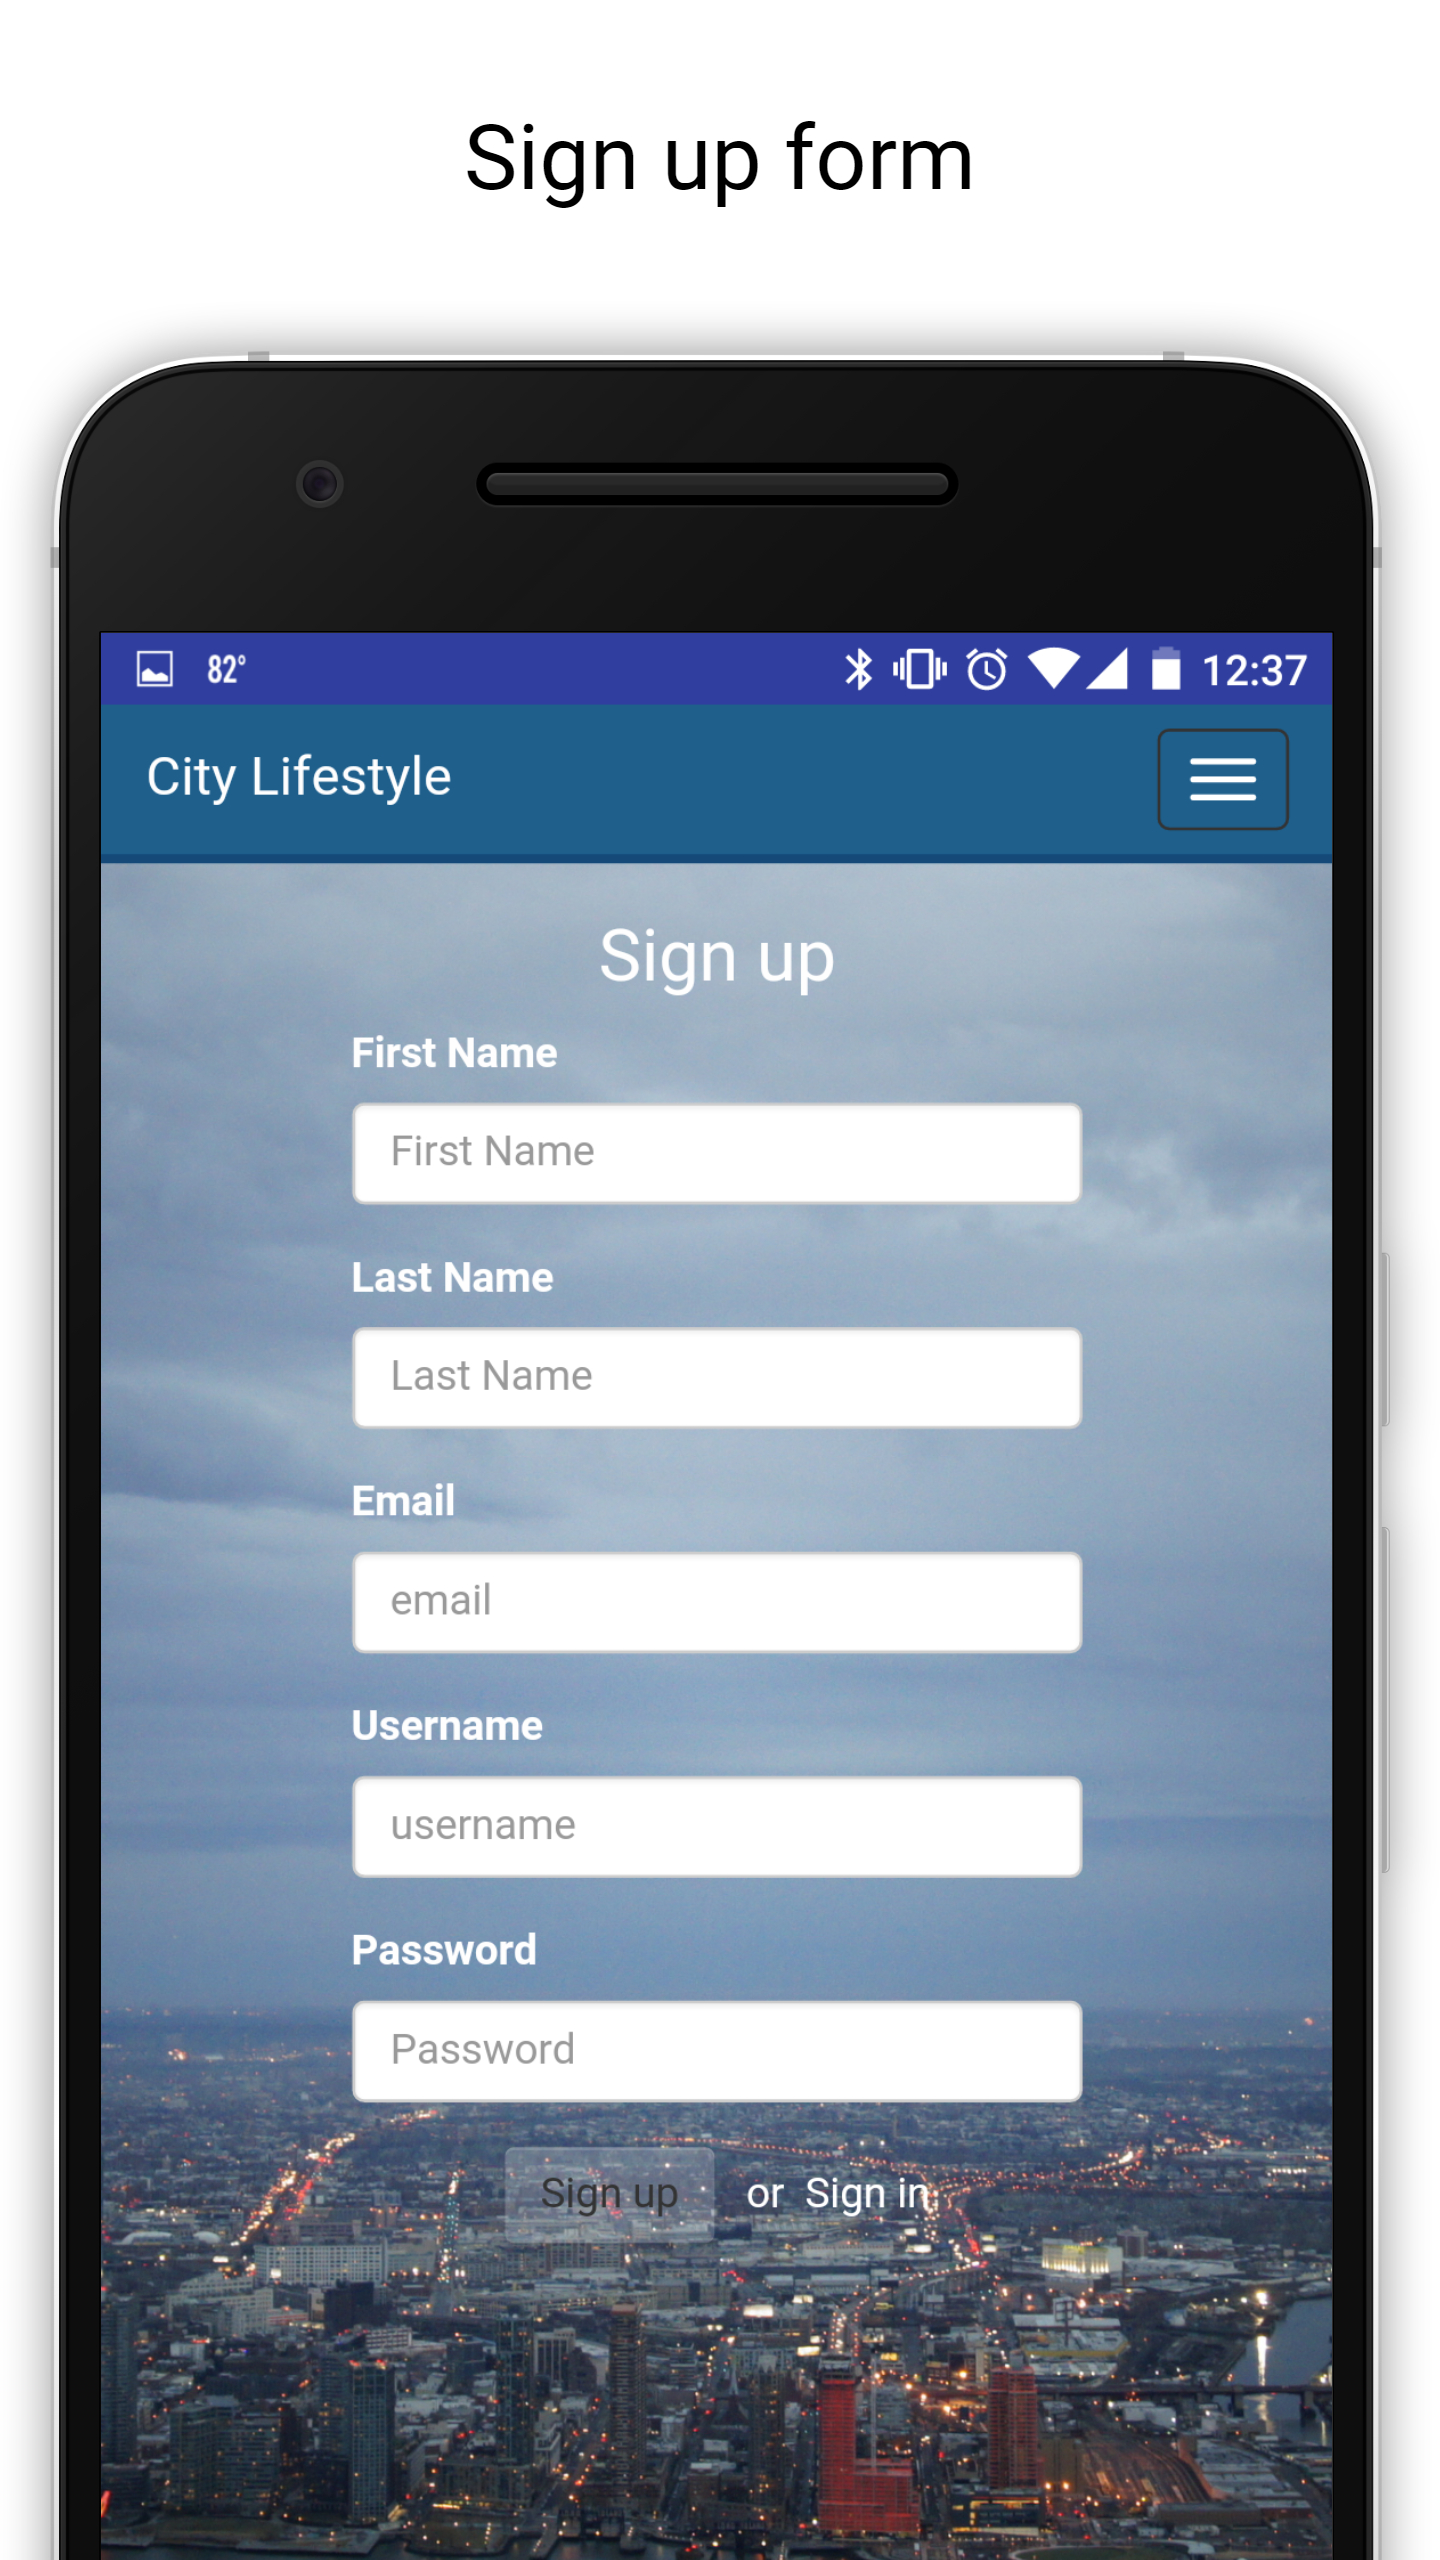 Sign up form
82° 12:37
City Lifestyle
Sign up
First Name
First Name
Last Name
Last Name
Email
email
Username
username
Password
Password
Sign up or Sign in